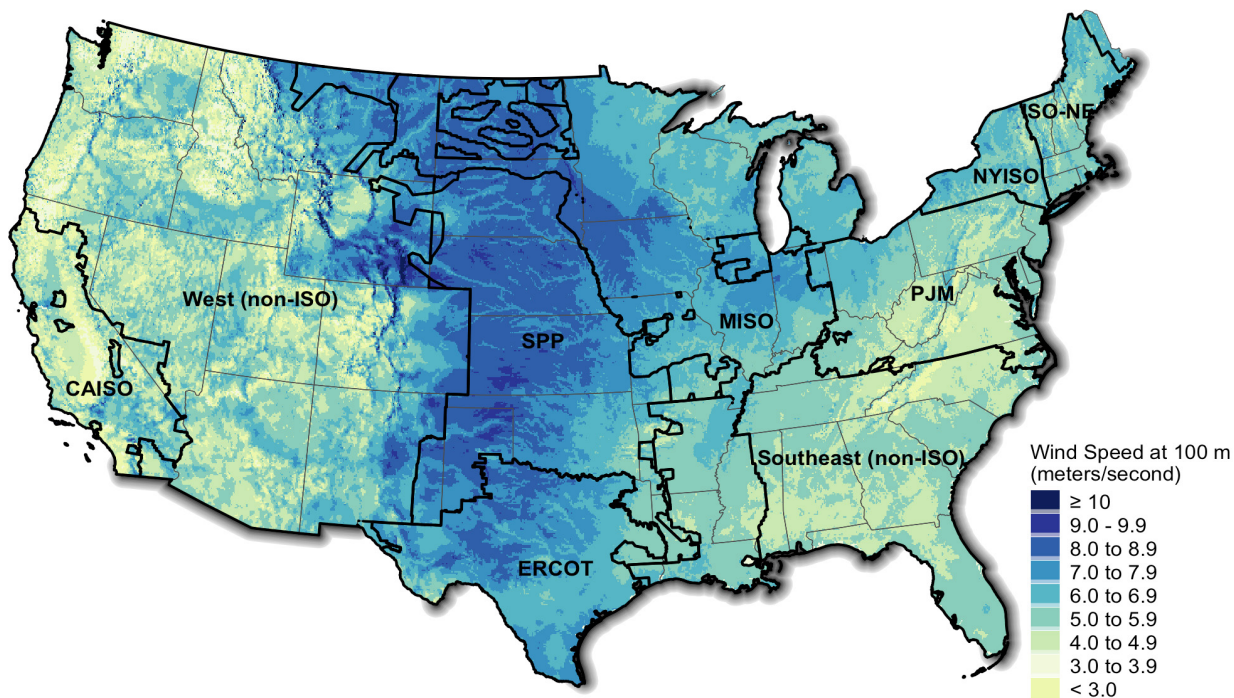 ISO-NE
NYISO
West (non-ISO)
PJM
MISO
SPP
CAISO
Southeast (non-ISO)
ERCOT
Wind Speed at 100 m
(meters/second)
≥ 10
9.0 - 9.9
8.0 to 8.9
7.0 to 7.9
6.0 to 6.9
5.0 to 5.9
4.0 to 4.9
3.0 to 3.9
< 3.0